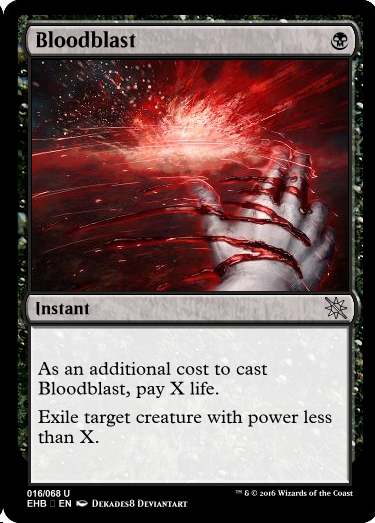 Bloodblast
Instant
As an additional cost to cast
Bloodblast, pay X life.
Exile target creature with power less
than X.
016/068 U
EHB EN DEKADES8 DEVIANTART
™ & © 2016 Wizards of the Coast